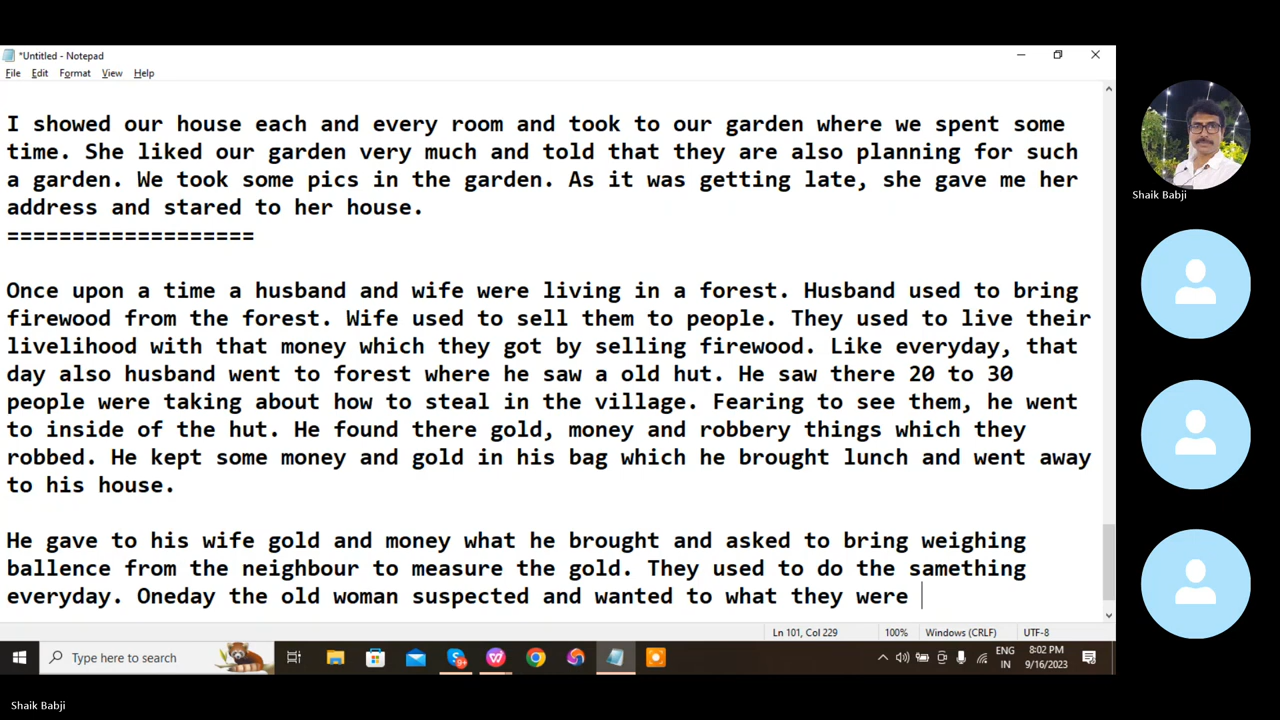 *Untitled - Notepad
File Edit Format View Help
I showed our house each and every room and took to our garden where we spent some
time. She liked our garden very much and told that they are also planning for such
a garden. We took some pics in the garden. As it was getting late, she gave me her
address and stared to her house.
===================
Once upon a time a husband and wife were living in a forest. Husband used to bring
firewood from the forest. Wife used to sell them to people. They used to live their
livelihood with that money which they got by selling firewood. Like everyday, that
day also husband went to forest where he saw a old hut. He saw there 20 to 30
people were taking about how to steal in the village. Fearing to see them, he went
to inside of the hut. He found there gold, money and robbery things which they
robbed. He kept some money and gold in his bag which he brought lunch and went away
to his house.
He gave to his wife gold and money what he brought and asked to bring weighing
ballence from the neighbour to measure the gold. They used to do the samething
everyday. Oneday the old woman suspected and wanted to what they were
Ln 101, Col 229 100% Windows (CRLF) UTF-8
Type here to search
ENG
IN
8:02 PM
9/16/2023
Shaik Babji
Shaik Babji